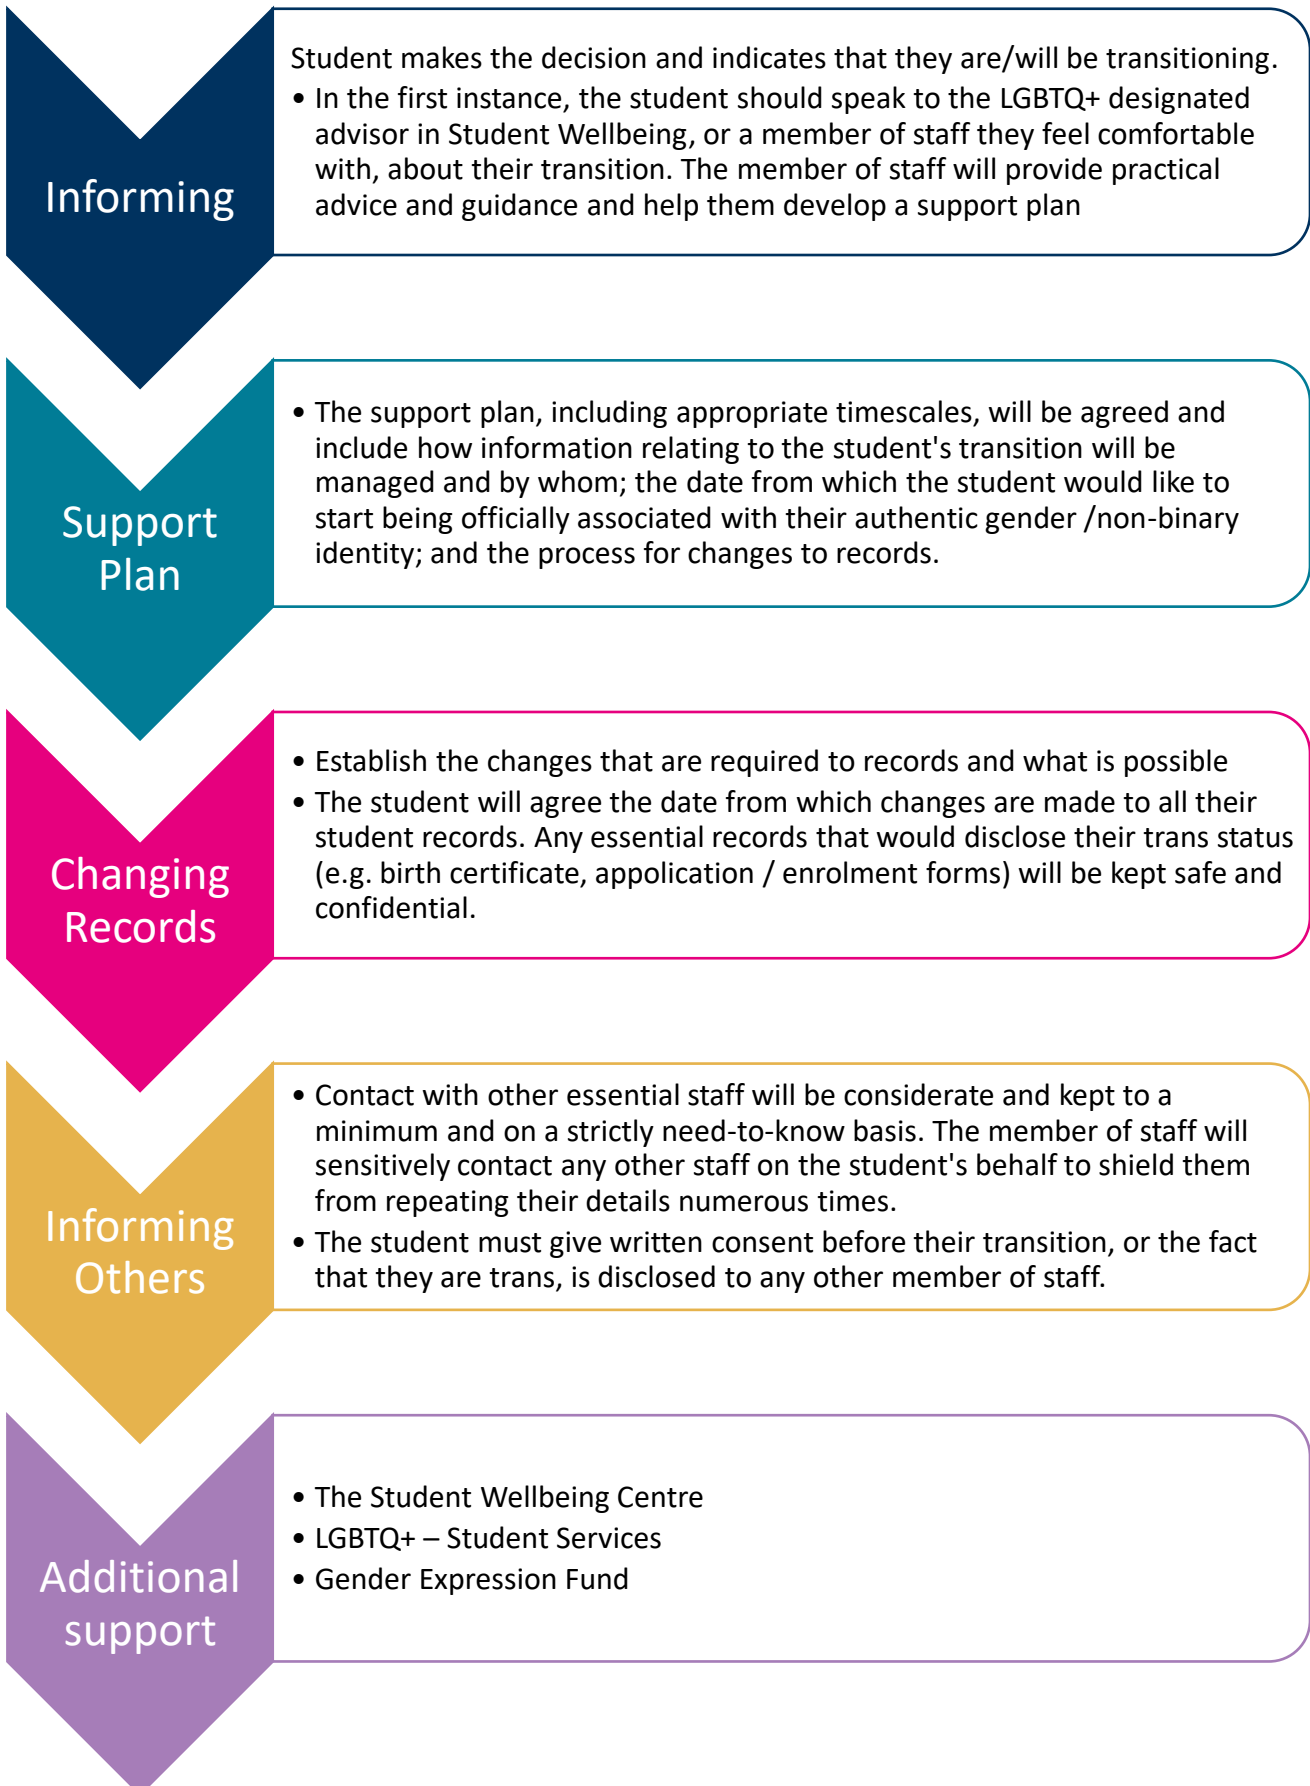 Informing
Student makes the decision and indicates that they are/will be transitioning.
• In the first instance, the student should speak to the LGBTQ+ designated
advisor in Student Wellbeing, or a member of staff they feel comfortable
with, about their transition. The member of staff will provide practical
advice and guidance and help them develop a support plan
Support
Plan
• The support plan, including appropriate timescales, will be agreed and
include how information relating to the student's transition will be
managed and by whom; the date from which the student would like to
start being officially associated with their authentic gender /non-binary
identity; and the process for changes to records.
Changing
Records
• Establish the changes that are required to records and what is possible
• The student will agree the date from which changes are made to all their
student records. Any essential records that would disclose their trans status
(e.g. birth certificate, appolication / enrolment forms) will be kept safe and
confidential.
Informing
Others
• Contact with other essential staff will be considerate and kept to a
minimum and on a strictly need-to-know basis. The member of staff will
sensitively contact any other staff on the student's behalf to shield them
from repeating their details numerous times.
• The student must give written consent before their transition, or the fact
that they are trans, is disclosed to any other member of staff.
Additional
support
• The Student Wellbeing Centre
• LGBTQ+ – Student Services
• Gender Expression Fund